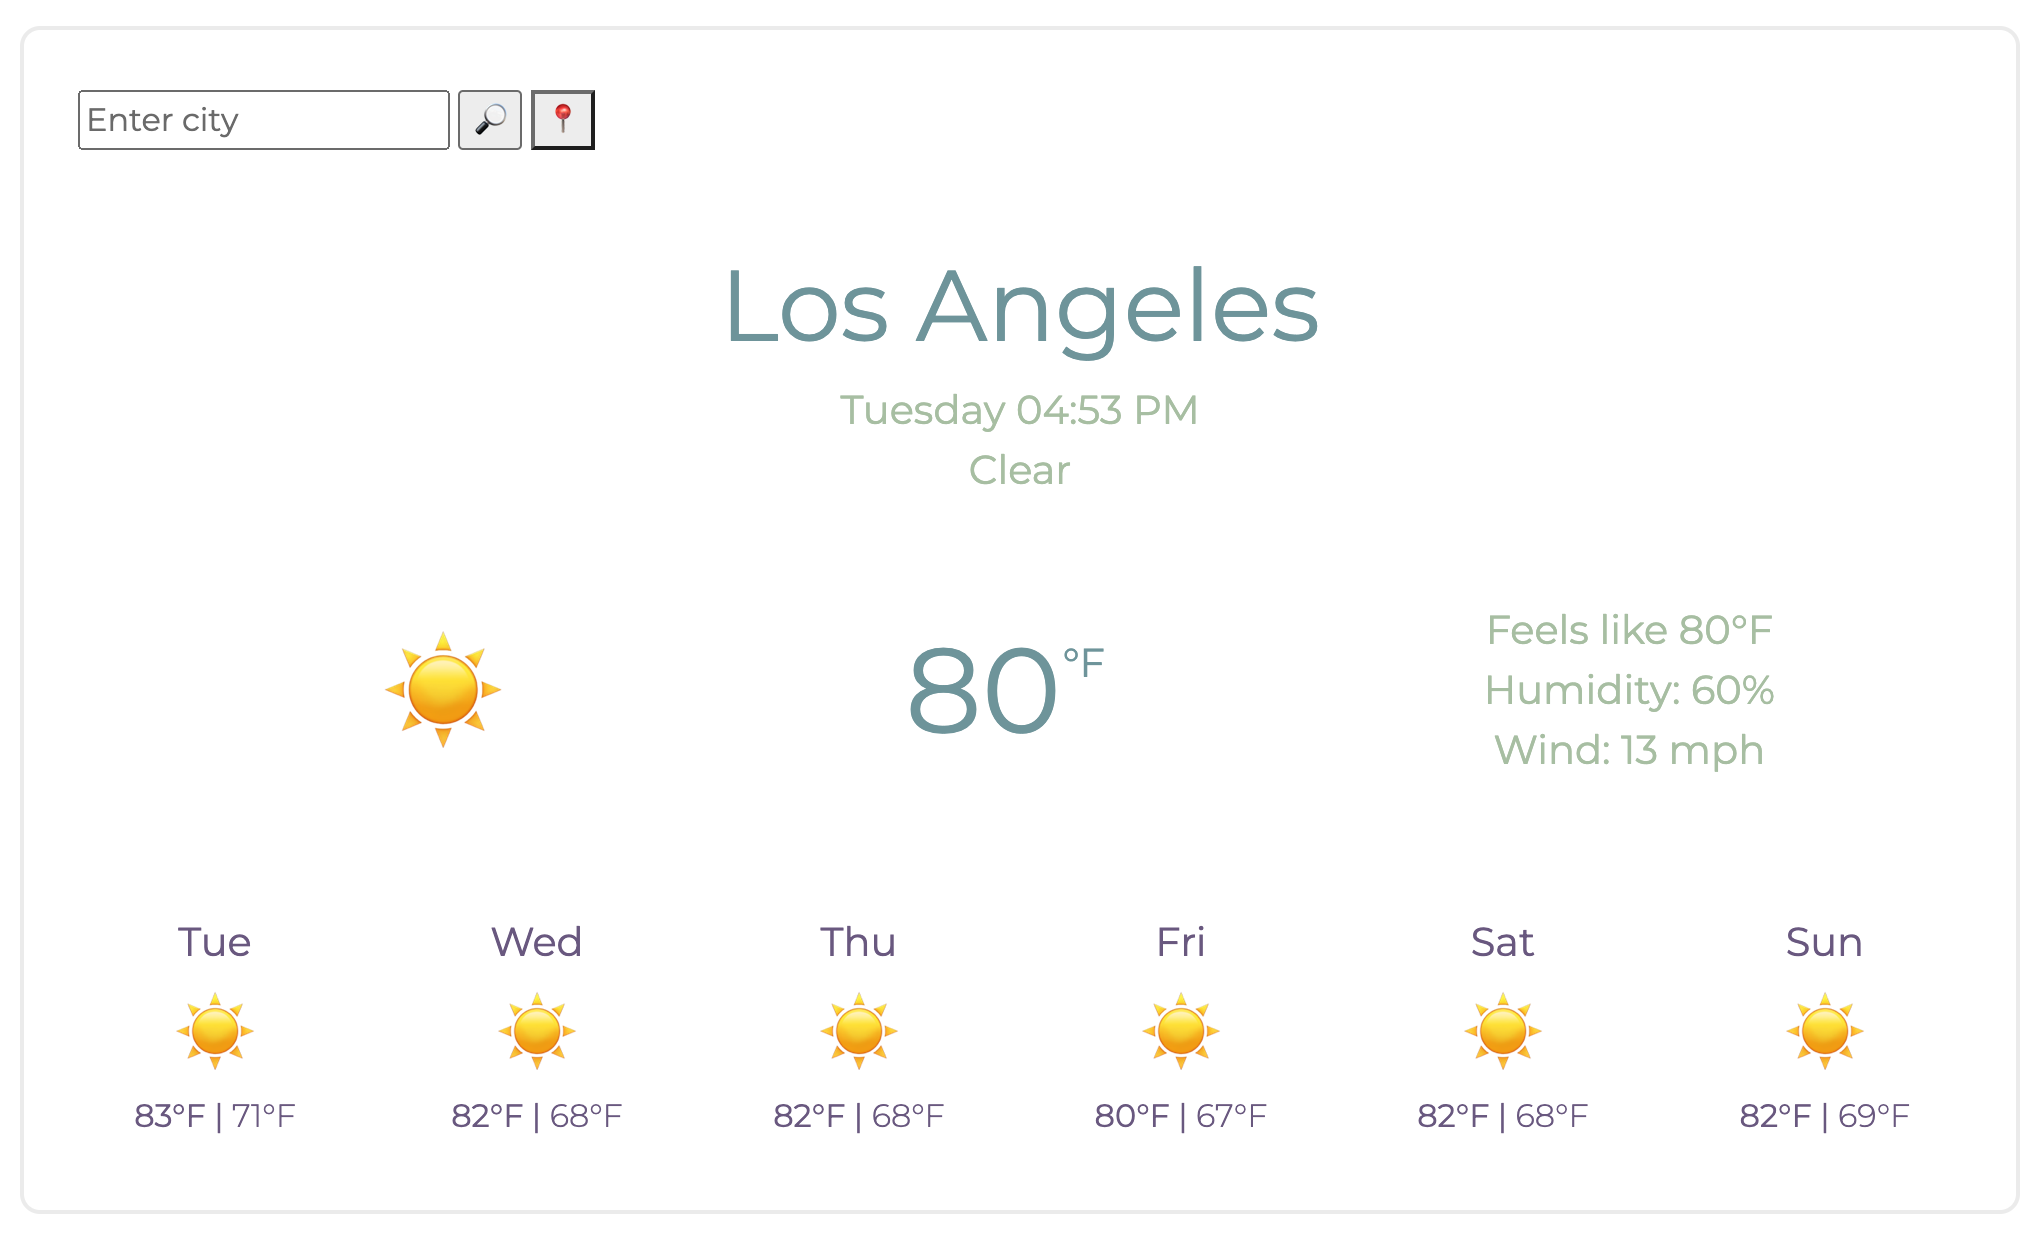 Enter city
Los Angeles
Tuesday 04:53 PM
Clear
80°F
Feels like 80°F
Humidity: 60%
Wind: 13 mph
Tue Wed Thu Fri Sat Sun
83°F | 71°F 82°F | 68°F 82°F | 68°F 80°F | 67°F 82°F | 68°F 82°F | 69°F